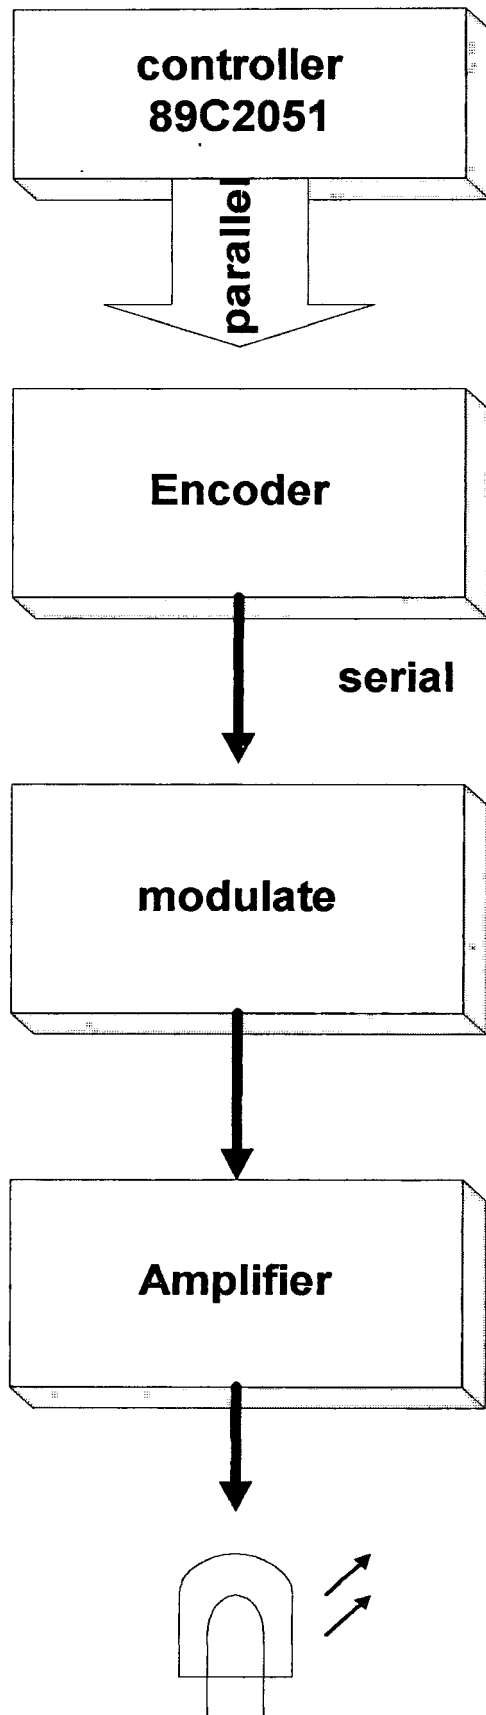 controller
89C2051
parallel
Encoder
serial
modulate
Amplifier